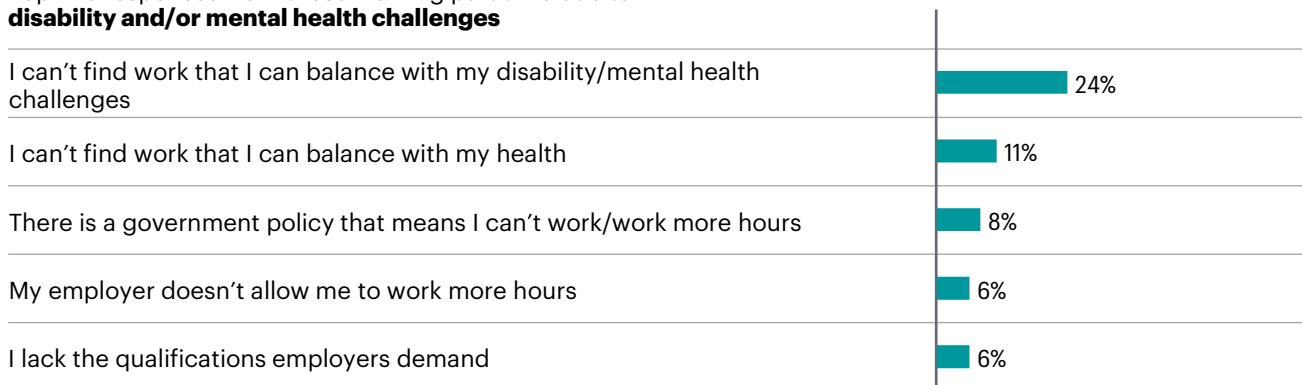 disability and/or mental health challenges
I can’t find work that I can balance with my disability/mental health
challenges
24%
I can’t find work that I can balance with my health
11%
There is a government policy that means I can’t work/work more hours
8%
My employer doesn’t allow me to work more hours
6%
I lack the qualifications employers demand
6%